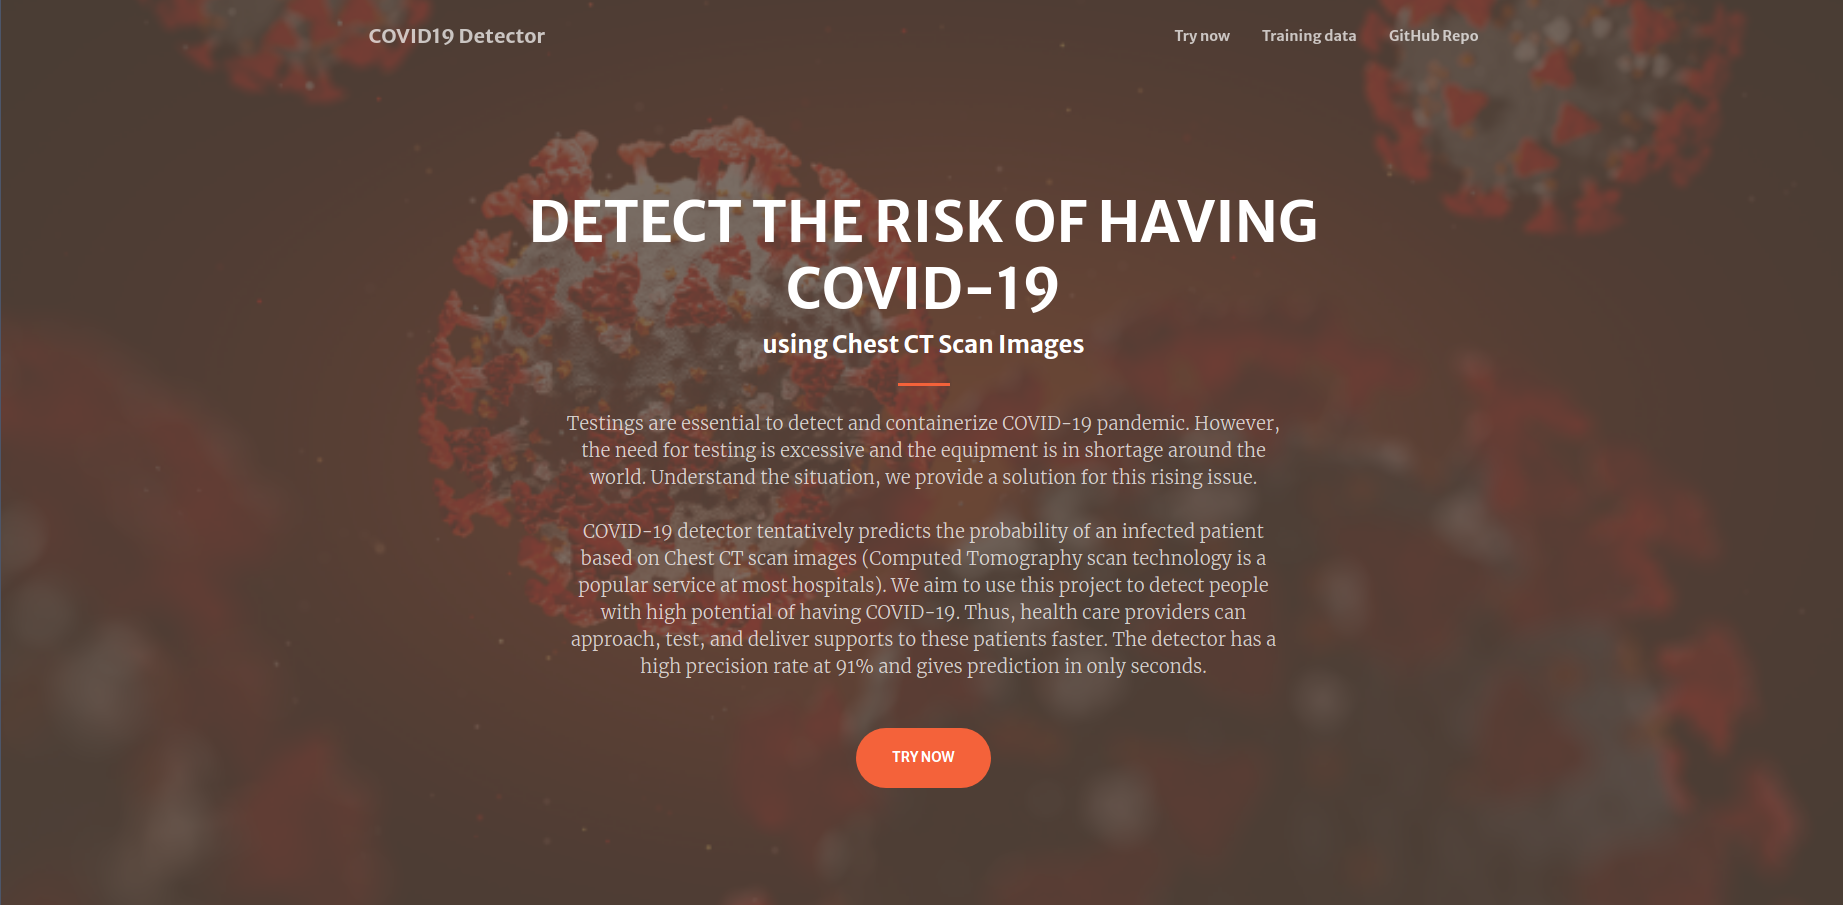 COVID19 Detector
Try now
Training data
GitHub Repo
DETECT THE RISK OF HAVING
COVID-19
using Chest CT Scan Images
Testings are essential to detect and containerize COVID-19 pandemic. However,
the need for testing is excessive and the equipment is in shortage around the
world. Understand the situation, we provide a solution for this rising issue.
COVID-19 detector tentatively predicts the probability of an infected patient
based on Chest CT scan images (Computed Tomography scan technology is a
popular service at most hospitals). We aim to use this project to detect people
with high potential of having COVID-19. Thus, health care providers can
approach, test, and deliver supports to these patients faster. The detector has a
high precision rate at 91% and gives prediction in only seconds.
TRY NOW